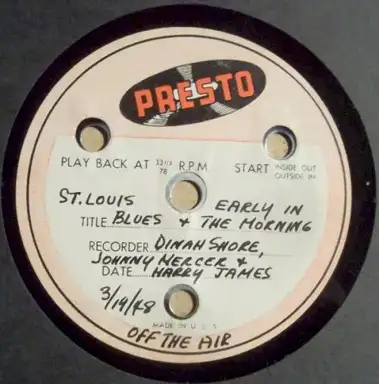 PRESTO
PLAY BACK AT 33 1/3 78 R.P.M START INSIDE OUT OUTSIDE IN
ST. LOUIS EARLY IN
TITLE BLUES & THE MORNING
RECORDER DINAH SHORE,
JOHNNY MERCER &
DATE HARRY JAMES
3/19/48
MADE IN U.S.
OFF THE AIR